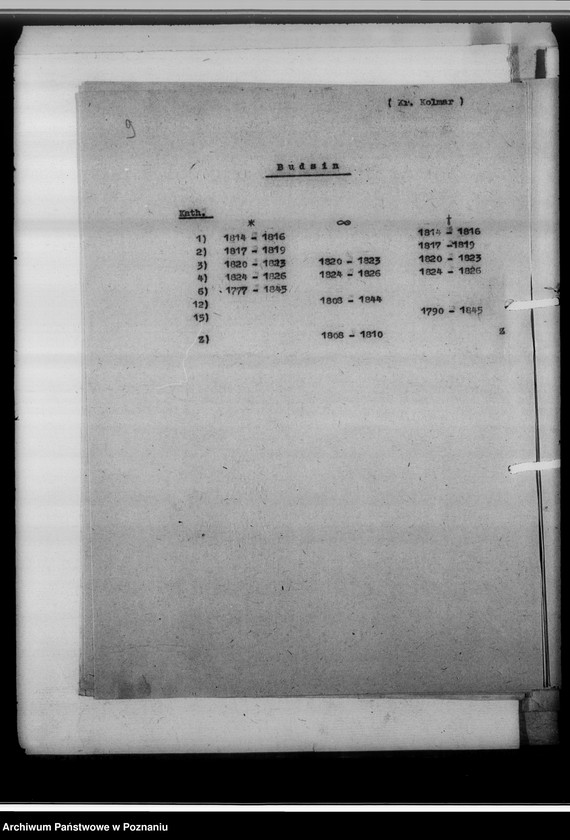 ( Kr. Kolmar )
9
Budsin
Kath.
* ∞ †
1) 1814 - 1816 1814 - 1816
2) 1817 - 1819 1817 -1819
3) 1820 - 1823 1820 - 1823 1820 - 1823
4) 1824 - 1826 1824 - 1826 1824 - 1826
6) 1777 - 1843
12) 1803 - 1844
15) 1790 - 1845
Z) 1808 - 1810 Z
Archiwum Państwowe w Poznaniu